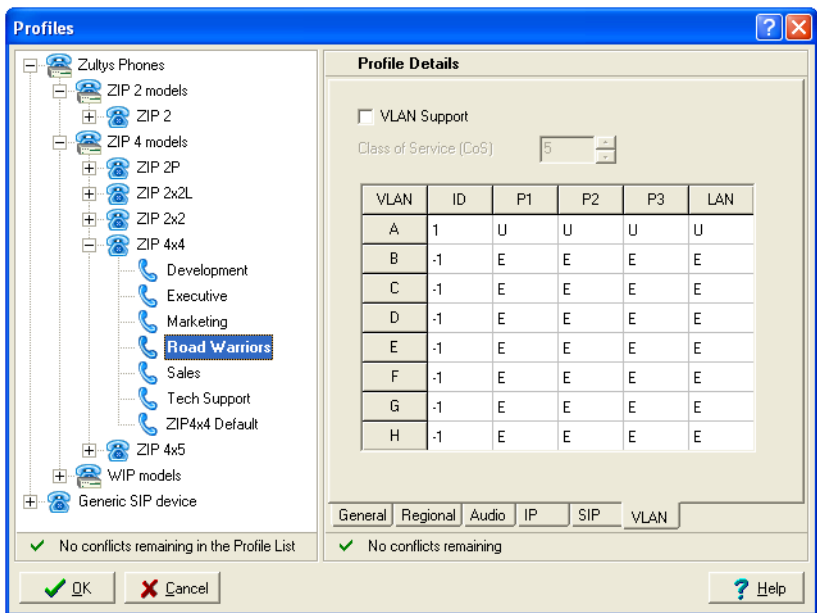 Profiles
Zultys Phones
ZIP 2 models
ZIP 2
ZIP 4 models
ZIP 2P
ZIP 2x2L
ZIP 2x2
ZIP 4x4
Development
Executive
Marketing
Road Warriors
Sales
Tech Support
ZIP4x4 Default
ZIP 4x5
WIP models
Generic SIP device
No conflicts remaining in the Profile List
Profile Details
VLAN Support
Class of Service (CoS) 5
VLAN ID P1 P2 P3 LAN
A 1 U U U U
B -1 E E E E
C -1 E E E E
D -1 E E E E
E -1 E E E E
F -1 E E E E
G -1 E E E E
H -1 E E E E
General Regional Audio IP SIP VLAN
No conflicts remaining
OK Cancel Help